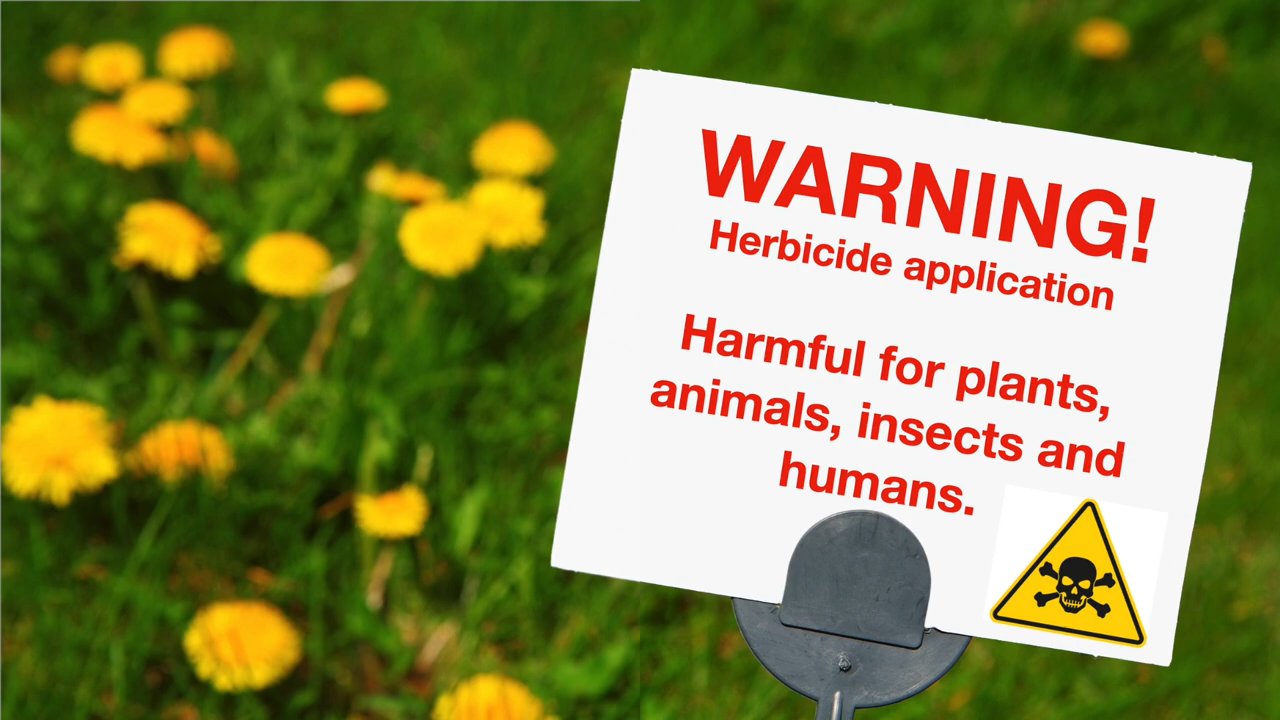 WARNING!
Herbicide application
Harmful for plants,
animals, insects and
humans.